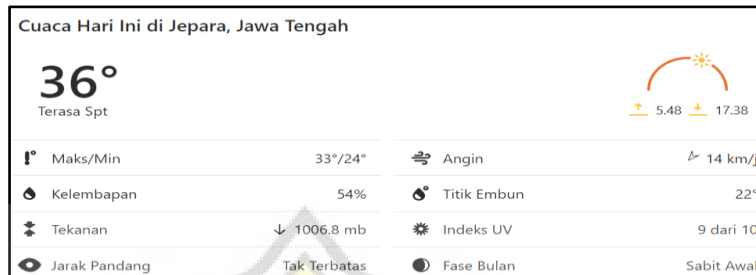 Cuaca Hari Ini di Jepara, Jawa Tengah
36°
Terasa Spt
5.48 17.38
Maks/Min 33°/24°
Angin 14 km/j
Kelembapan 54%
Titik Embun 22°
Tekanan ↓ 1006.8 mb
Indeks UV 9 dari 10
Jarak Pandang Tak Terbatas
Fase Bulan Sabit Awal